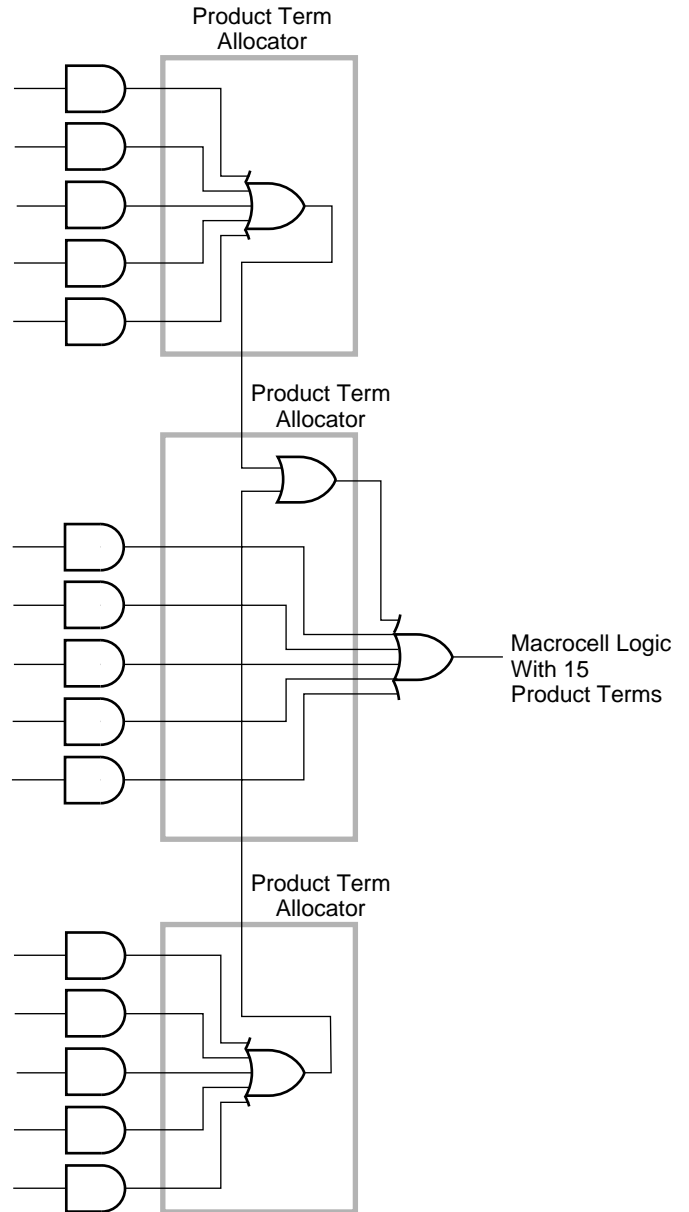 Product Term
Allocator
Product Term
Allocator
Macrocell Logic
With 15
Product Terms
Product Term
Allocator